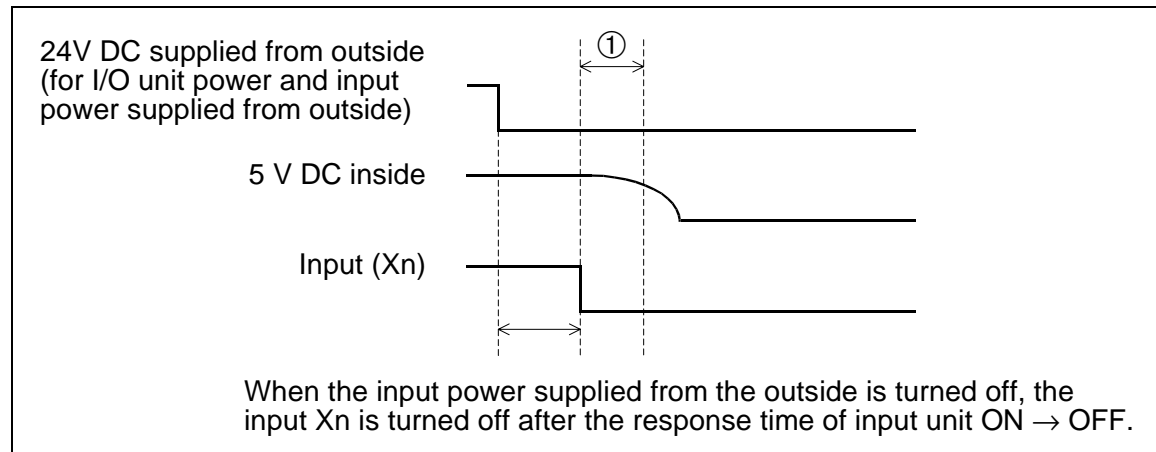 24V DC supplied from outside
(for I/O unit power and input
power supplied from outside)
①
5 V DC inside
Input (Xn)
When the input power supplied from the outside is turned off, the
input Xn is turned off after the response time of input unit ON → OFF.